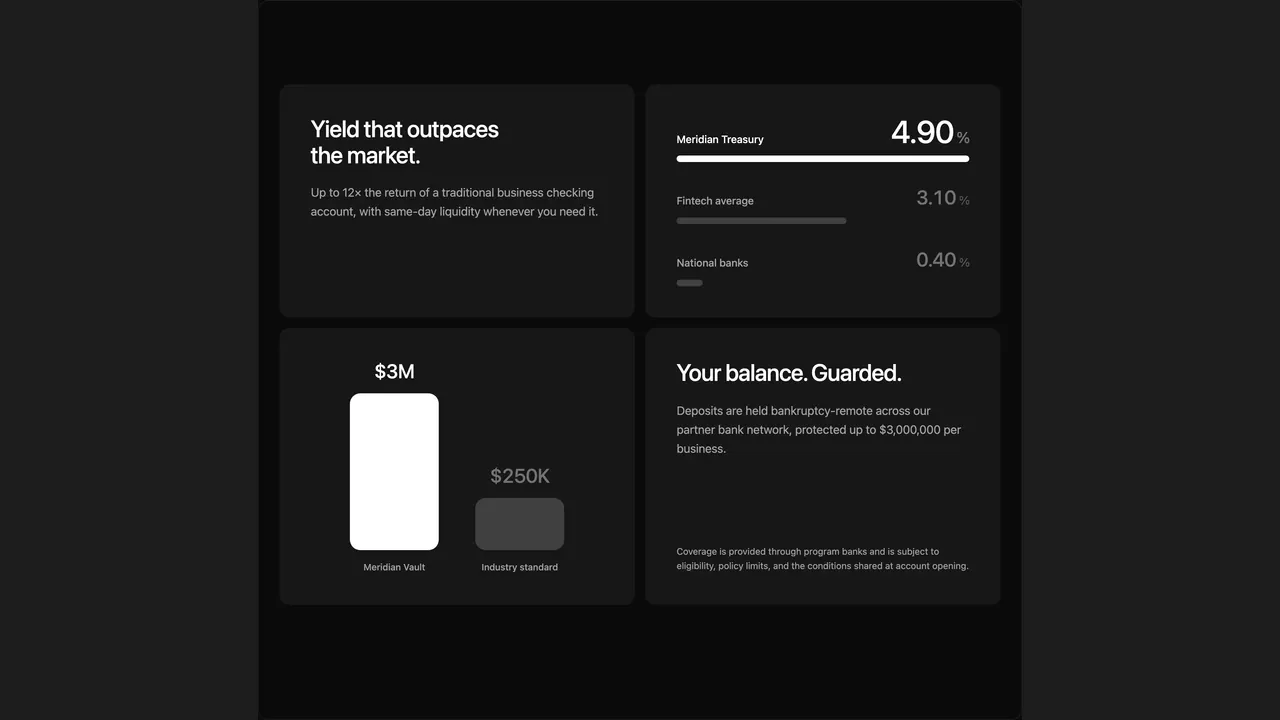 Yield that outpaces
the market.
Up to 12× the return of a traditional business checking
account, with same-day liquidity whenever you need it.
Meridian Treasury 4.90%
Fintech average 3.10%
National banks 0.40%
$3M
$250K
Meridian Vault Industry standard
Your balance. Guarded.
Deposits are held bankruptcy-remote across our
partner bank network, protected up to $3,000,000 per
business.
Coverage is provided through program banks and is subject to
eligibility, policy limits, and the conditions shared at account opening.